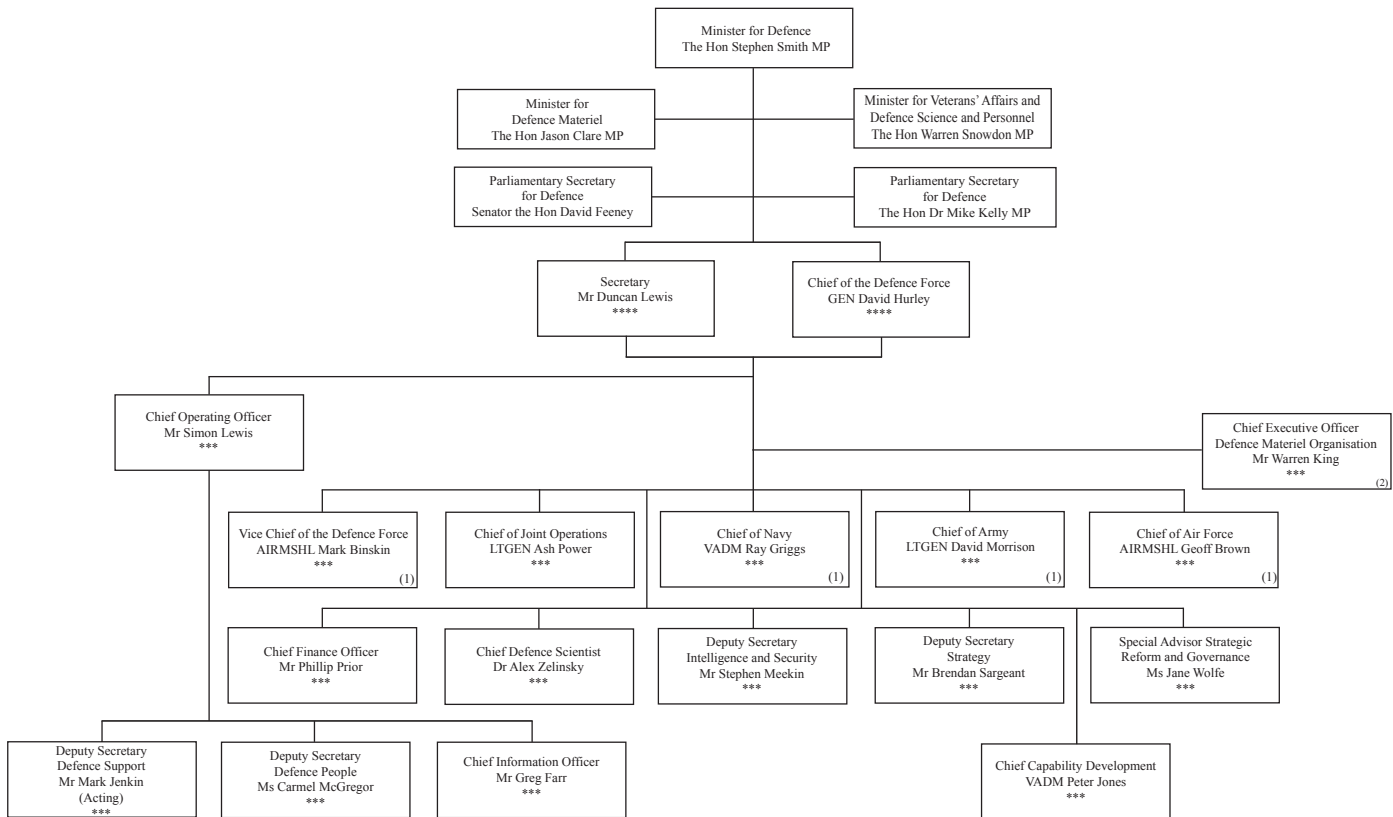 Minister for Defence
The Hon Stephen Smith MP
Minister for
Defence Materiel
The Hon Jason Clare MP
Minister for Veterans’ Affairs and
Defence Science and Personnel
The Hon Warren Snowdon MP
Parliamentary Secretary
for Defence
Senator the Hon David Feeney
Parliamentary Secretary
for Defence
The Hon Dr Mike Kelly MP
Secretary
Mr Duncan Lewis
****
Chief of the Defence Force
GEN David Hurley
****
Chief Operating Officer
Mr Simon Lewis
***
Chief Executive Officer
Defence Materiel Organisation
Mr Warren King
***
(2)
Vice Chief of the Defence Force
AIRMSHL Mark Binskin
***
(1)
Chief of Joint Operations
LTGEN Ash Power
***
Chief of Navy
VADM Ray Griggs
***
(1)
Chief of Army
LTGEN David Morrison
***
(1)
Chief of Air Force
AIRMSHL Geoff Brown
***
(1)
Chief Finance Officer
Mr Phillip Prior
***
Chief Defence Scientist
Dr Alex Zelinsky
***
Deputy Secretary
Intelligence and Security
Mr Stephen Meekin
***
Deputy Secretary
Strategy
Mr Brendan Sargeant
***
Special Advisor Strategic
Reform and Governance
Ms Jane Wolfe
***
Deputy Secretary
Defence Support
Mr Mark Jenkin
(Acting)
***
Deputy Secretary
Defence People
Ms Carmel McGregor
***
Chief Information Officer
Mr Greg Farr
***
Chief Capability Development
VADM Peter Jones
***